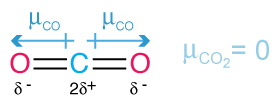 μCO μCO
O=C=O μCO2 = 0
δ- 2δ+ δ-